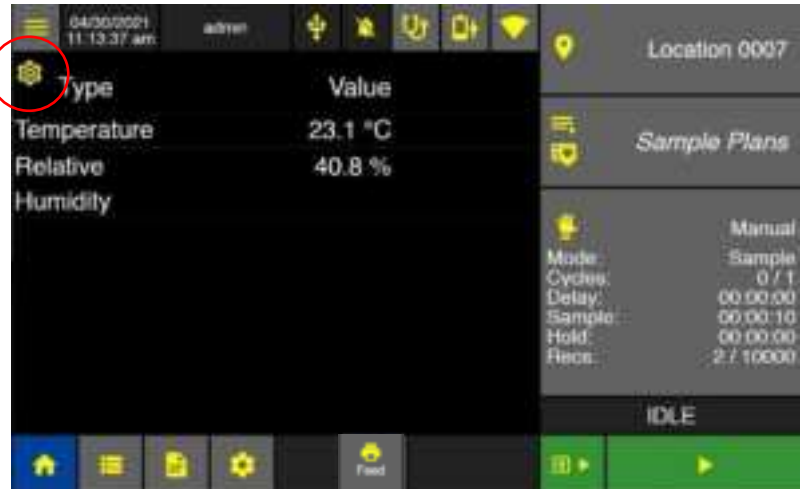 04/30/2021
11:13:37 am
admin
Location 0007
Type Value
Temperature 23.1 °C
Relative 40.8 %
Humidity
Sample Plans
Manual
Mode: Sample
Cycles: 0 / 1
Delay: 00:00:00
Sample: 00:00:10
Hold: 00:00:00
Recs: 2 / 10000
IDLE
Feed